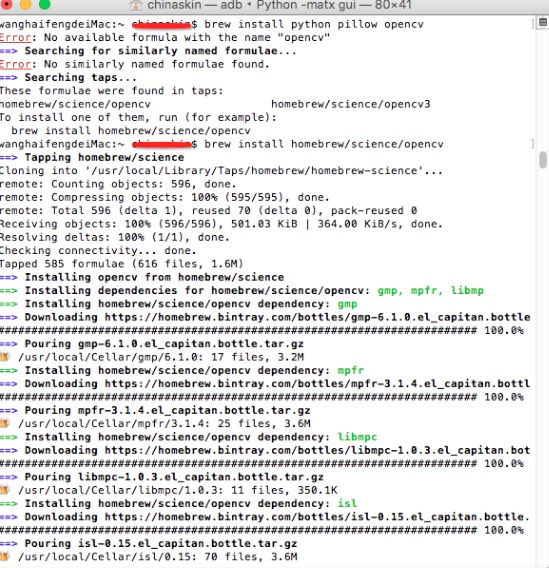 chinaskin — adb • Python -matx gui — 80×41
wanghaifengdeiMac:~ $ brew install python pillow opencv
Error: No available formula with the name "opencv"
==> Searching for similarly named formulae...
Error: No similarly named formulae found.
==> Searching taps...
These formulae were found in taps:
homebrew/science/opencv homebrew/science/opencv3
To install one of them, run (for example):
brew install homebrew/science/opencv
wanghaifengdeiMac:~ $ brew install homebrew/science/opencv
==> Tapping homebrew/science
Cloning into '/usr/local/Library/Taps/homebrew/homebrew-science'...
remote: Counting objects: 596, done.
remote: Compressing objects: 100% (595/595), done.
remote: Total 596 (delta 1), reused 70 (delta 0), pack-reused 0
Receiving objects: 100% (596/596), 501.03 KiB | 364.00 KiB/s, done.
Resolving deltas: 100% (1/1), done.
Checking connectivity... done.
Tapped 585 formulae (616 files, 1.6M)
==> Installing opencv from homebrew/science
==> Installing dependencies for homebrew/science/opencv: gmp, mpfr, libmp
==> Installing homebrew/science/opencv dependency: gmp
==> Downloading https://homebrew.bintray.com/bottles/gmp-6.1.0.el_capitan.bottle
######################################################################## 100.0%
==> Pouring gmp-6.1.0.el_capitan.bottle.tar.gz
/usr/local/Cellar/gmp/6.1.0: 17 files, 3.2M
==> Installing homebrew/science/opencv dependency: mpfr
==> Downloading https://homebrew.bintray.com/bottles/mpfr-3.1.4.el_capitan.bottl
######################################################################## 100.0%
==> Pouring mpfr-3.1.4.el_capitan.bottle.tar.gz
/usr/local/Cellar/mpfr/3.1.4: 25 files, 3.6M
==> Installing homebrew/science/opencv dependency: libmpc
==> Downloading https://homebrew.bintray.com/bottles/libmpc-1.0.3.el_capitan.bot
######################################################################## 100.0%
==> Pouring libmpc-1.0.3.el_capitan.bottle.tar.gz
/usr/local/Cellar/libmpc/1.0.3: 11 files, 350.1K
==> Installing homebrew/science/opencv dependency: isl
==> Downloading https://homebrew.bintray.com/bottles/isl-0.15.el_capitan.bottle.
######################################################################## 100.0%
==> Pouring isl-0.15.el_capitan.bottle.tar.gz
/usr/local/Cellar/isl/0.15: 70 files, 3.6M